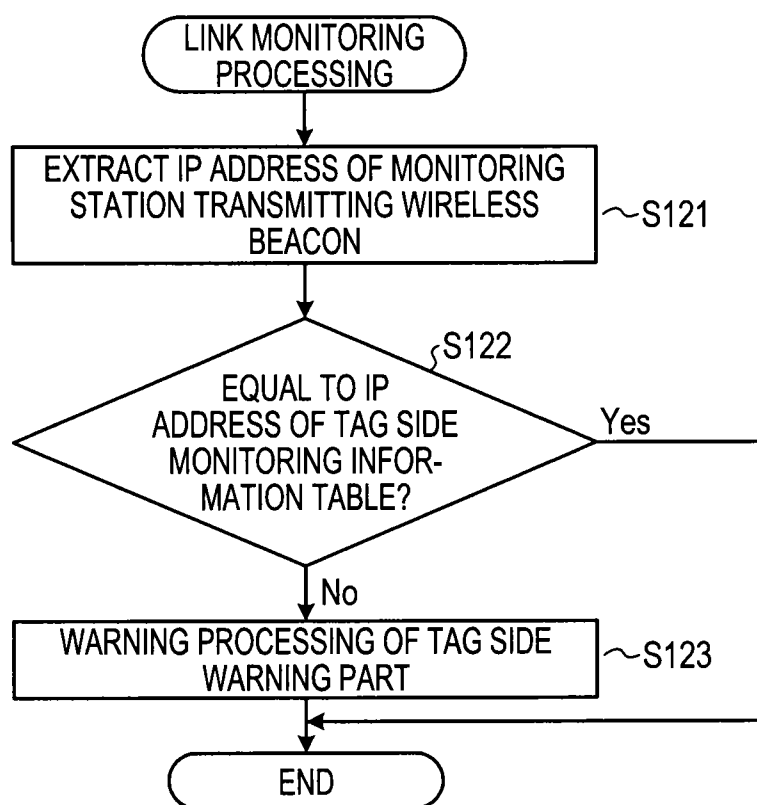 LINK MONITORING
PROCESSING
EXTRACT IP ADDRESS OF MONITORING
STATION TRANSMITTING WIRELESS
BEACON
S121
S122
EQUAL TO IP
ADDRESS OF TAG SIDE
MONITORING INFOR-
MATION TABLE?
Yes
No
WARNING PROCESSING OF TAG SIDE
WARNING PART
S123
END